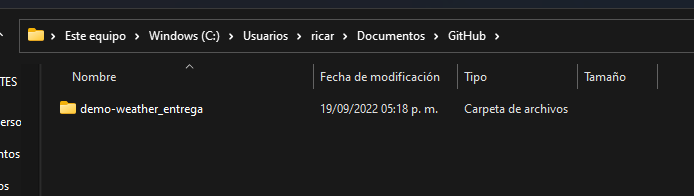 Este equipo > Windows (C:) > Usuarios > ricar > Documentos > GitHub >
Nombre Fecha de modificación Tipo Tamaño
TES
demo-weather_entrega 19/09/2022 05:18 p. m. Carpeta de archivos
erso
ntos
os